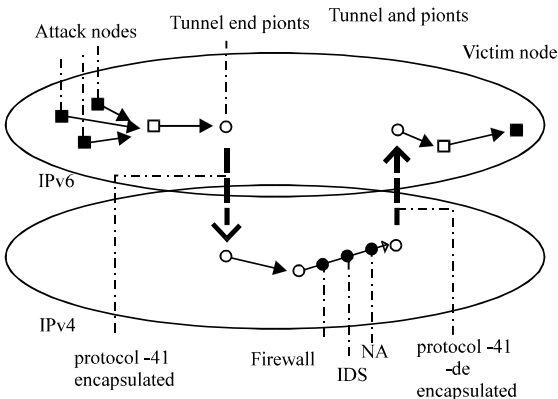 Tunnel and pionts
Attack nodes
Tunnel end pionts
Victim node
IPv6
IPv4
protocol -41
encapsulated
Firewall
IDS
NA
protocol -41
-de
encapsulated